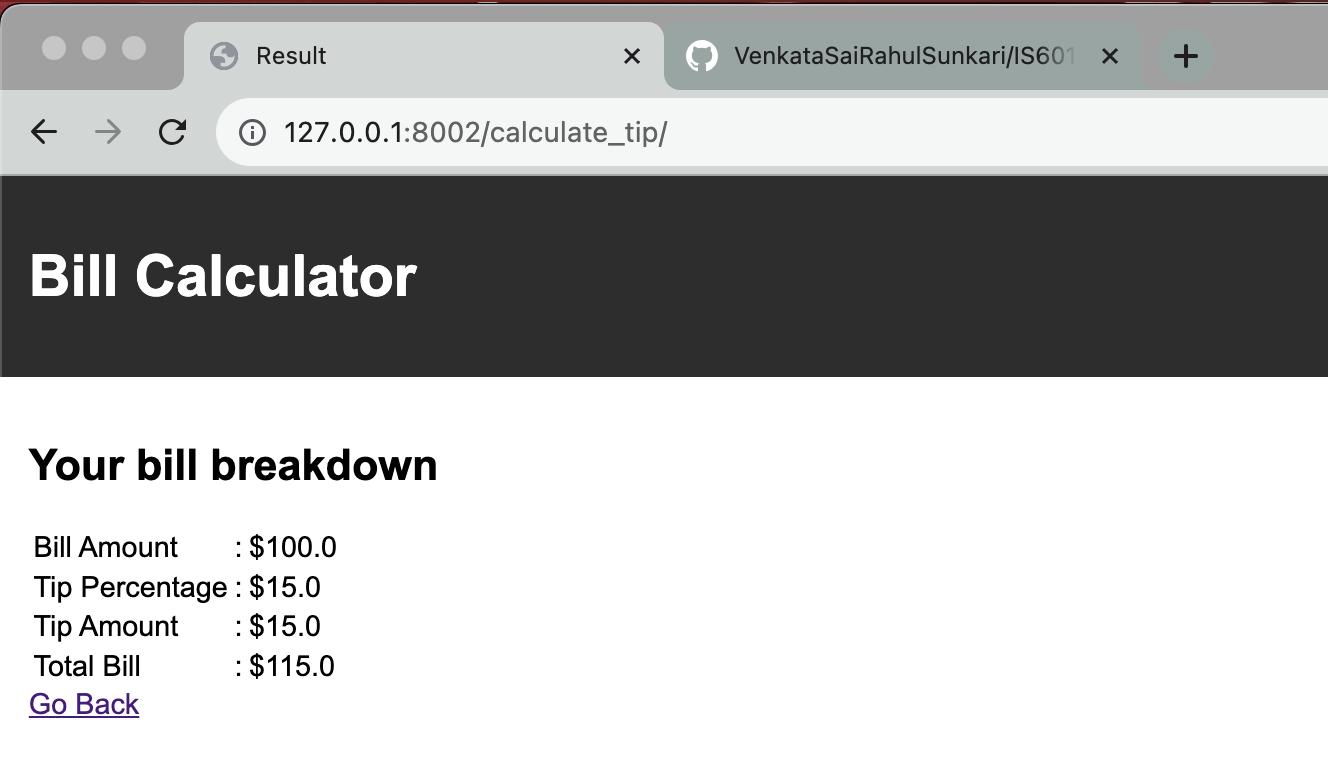 Result
VenkataSaiRahulSunkari/IS601
127.0.0.1:8002/calculate_tip/
Bill Calculator
Your bill breakdown
Bill Amount : $100.0
Tip Percentage : $15.0
Tip Amount : $15.0
Total Bill : $115.0
Go Back